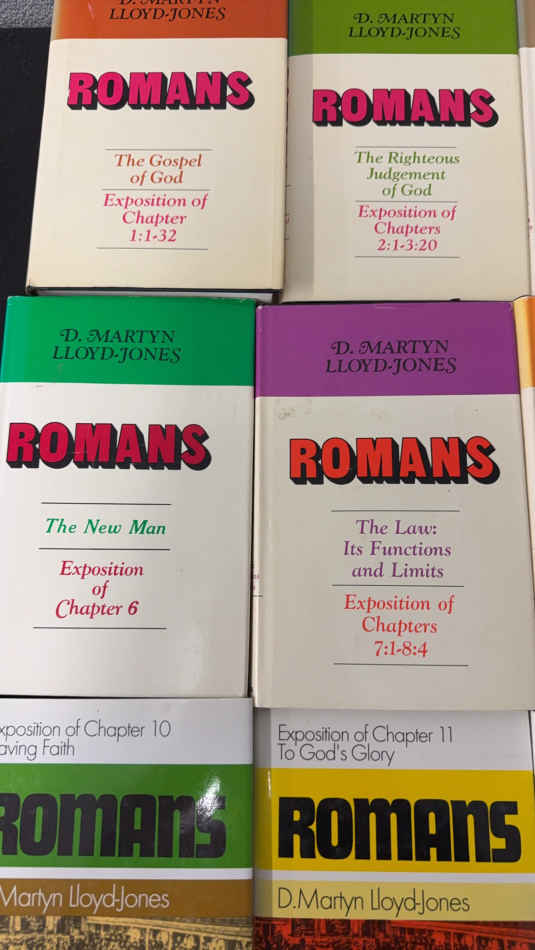 D. MARTYN
LLOYD-JONES
ROMANS
The Gospel
of God
Exposition of
Chapter
1:1-32
D. MARTYN
LLOYD-JONES
ROMANS
The Righteous
Judgement
of God
Exposition of
Chapters
2:1-3:20
D. MARTYN
LLOYD-JONES
ROMANS
The New Man
Exposition
of
Chapter 6
D. MARTYN
LLOYD-JONES
ROMANS
The Law:
Its Functions
and Limits
Exposition of
Chapters
7:1-8:4
xposition of Chapter 10
aving Faith
ROMANS
Martyn Lloyd-Jones
Exposition of Chapter 11
To God's Glory
ROMANS
D.Martyn Lloyd-Jones